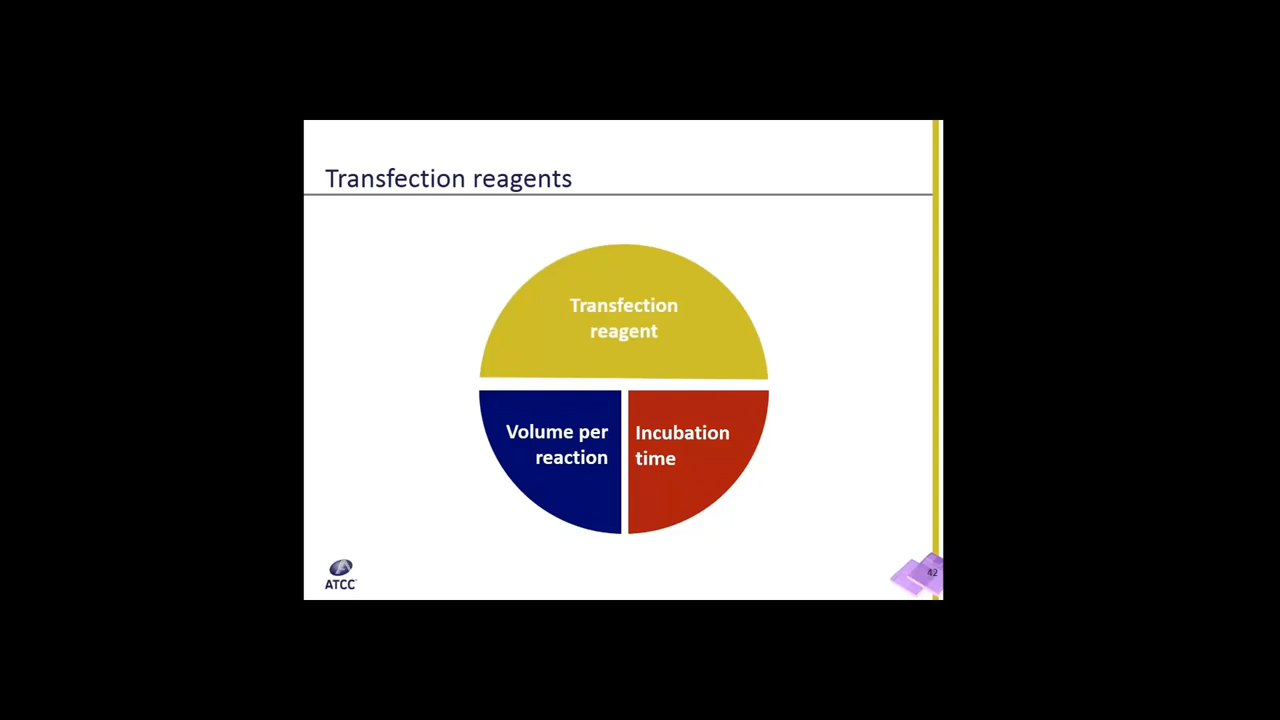 Transfection reagents
Transfection
reagent
Volume per
reaction
Incubation
time
ATCC
42